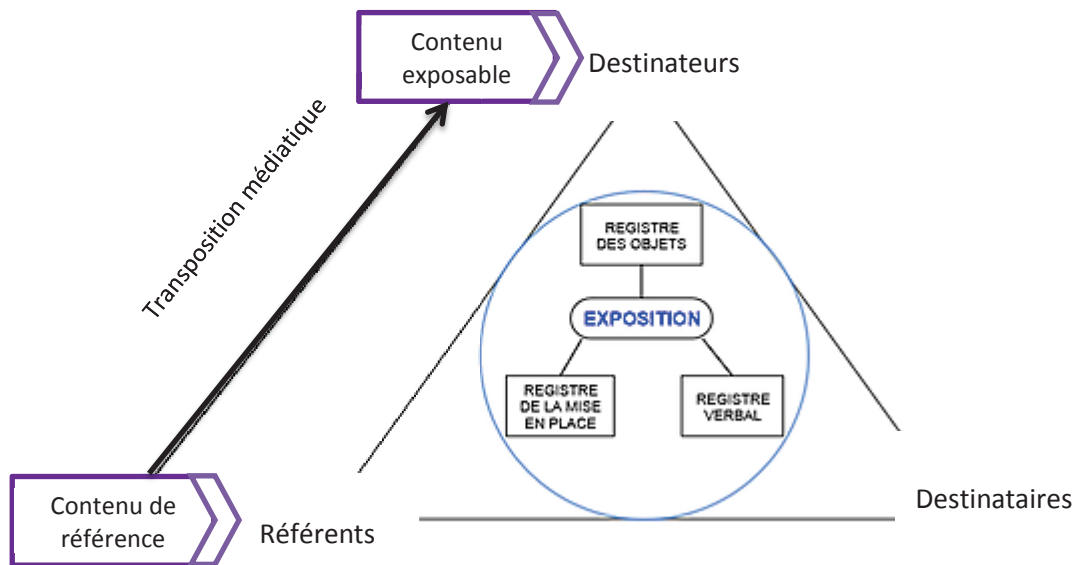 Contenu
exposable
Destinateurs
Transposition médiatique
REGISTRE
DES OBJETS
EXPOSITION
REGISTRE
DE LA MISE
EN PLACE
REGISTRE
VERBAL
Contenu de
référence
Référents
Destinataires